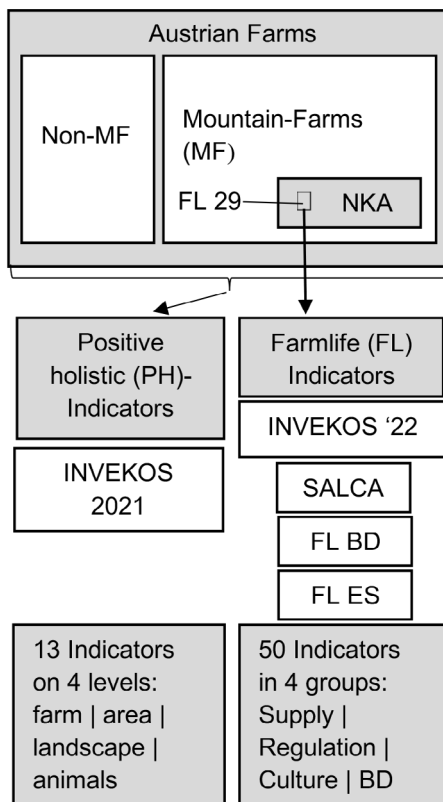 Austrian Farms
Non-MF
Mountain-Farms
(MF)
FL 29
NKA
Positive
holistic (PH)-
Indicators
INVEKOS
2021
Farmlife (FL)
Indicators
INVEKOS ‘22
SALCA
FL BD
FL ES
13 Indicators
on 4 levels:
farm | area |
landscape |
animals
50 Indicators
in 4 groups:
Supply |
Regulation |
Culture | BD